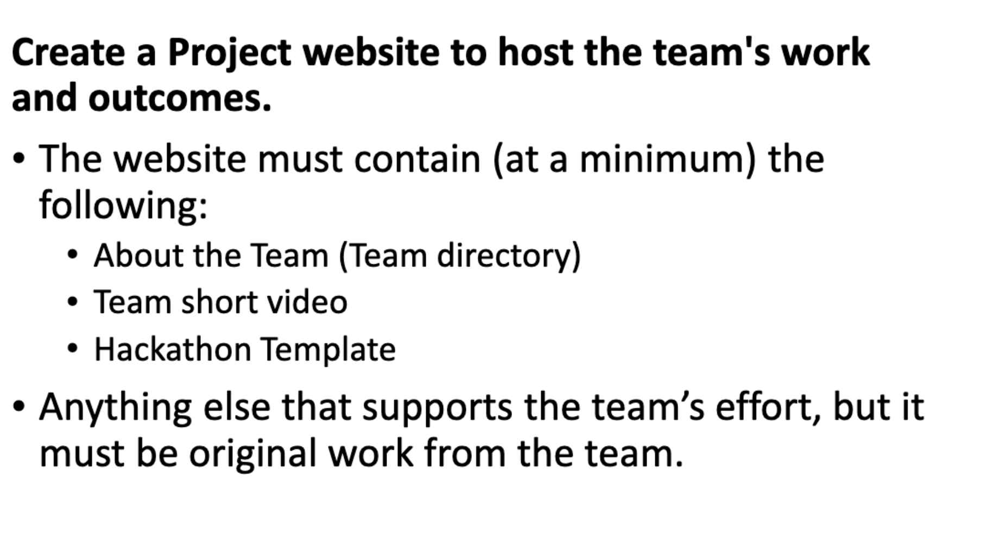 Create a Project website to host the team's work
and outcomes.
• The website must contain (at a minimum) the
following:
• About the Team (Team directory)
• Team short video
• Hackathon Template
• Anything else that supports the team’s effort, but it
must be original work from the team.